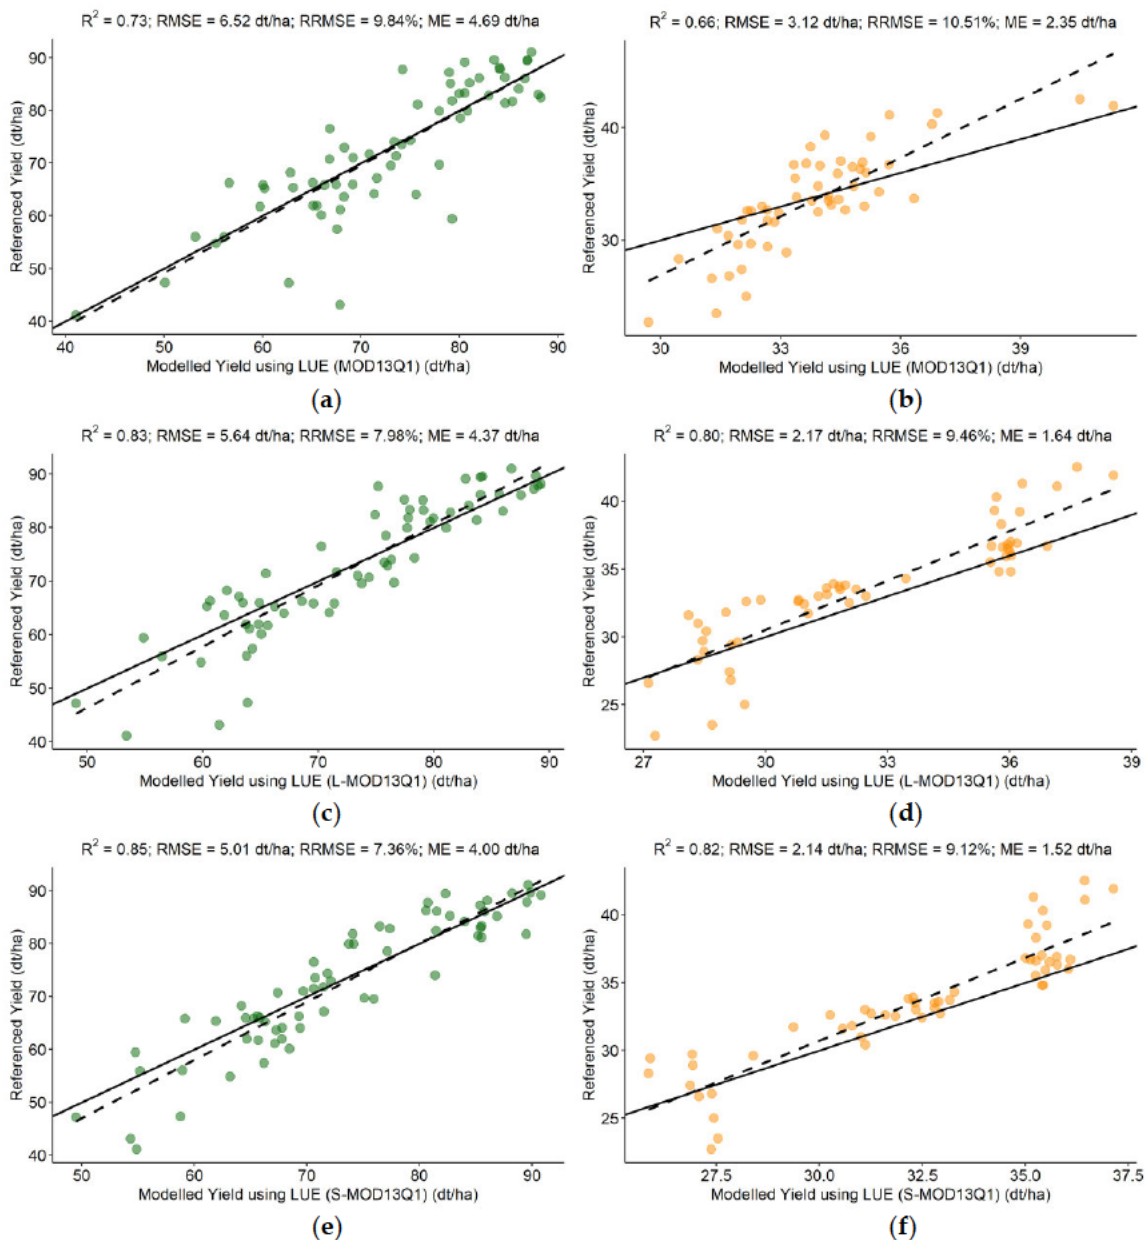 R² = 0.73; RMSE = 6.52 dt/ha; RRMSE = 9.84%; ME = 4.69 dt/ha
Referenced Yield (dt/ha)
90
80
70
60
50
40
40 50 60 70 80 90
Modelled Yield using LUE (MOD13Q1) (dt/ha)
(a)
R² = 0.66; RMSE = 3.12 dt/ha; RRMSE = 10.51%; ME = 2.35 dt/ha
Referenced Yield (dt/ha)
40
30
30 33 36 39
Modelled Yield using LUE (MOD13Q1) (dt/ha)
(b)
R² = 0.83; RMSE = 5.64 dt/ha; RRMSE = 7.98%; ME = 4.37 dt/ha
Referenced Yield (dt/ha)
90
80
70
60
50
40
50 60 70 80 90
Modelled Yield using LUE (L-MOD13Q1) (dt/ha)
(c)
R² = 0.80; RMSE = 2.17 dt/ha; RRMSE = 9.46%; ME = 1.64 dt/ha
Referenced Yield (dt/ha)
40
35
30
25
27 30 33 36 39
Modelled Yield using LUE (L-MOD13Q1) (dt/ha)
(d)
R² = 0.85; RMSE = 5.01 dt/ha; RRMSE = 7.36%; ME = 4.00 dt/ha
Referenced Yield (dt/ha)
90
80
70
60
50
40
50 60 70 80 90
Modelled Yield using LUE (S-MOD13Q1) (dt/ha)
(e)
R² = 0.82; RMSE = 2.14 dt/ha; RRMSE = 9.12%; ME = 1.52 dt/ha
Referenced Yield (dt/ha)
40
35
30
25
27.5 30.0 32.5 35.0 37.5
Modelled Yield using LUE (S-MOD13Q1) (dt/ha)
(f)